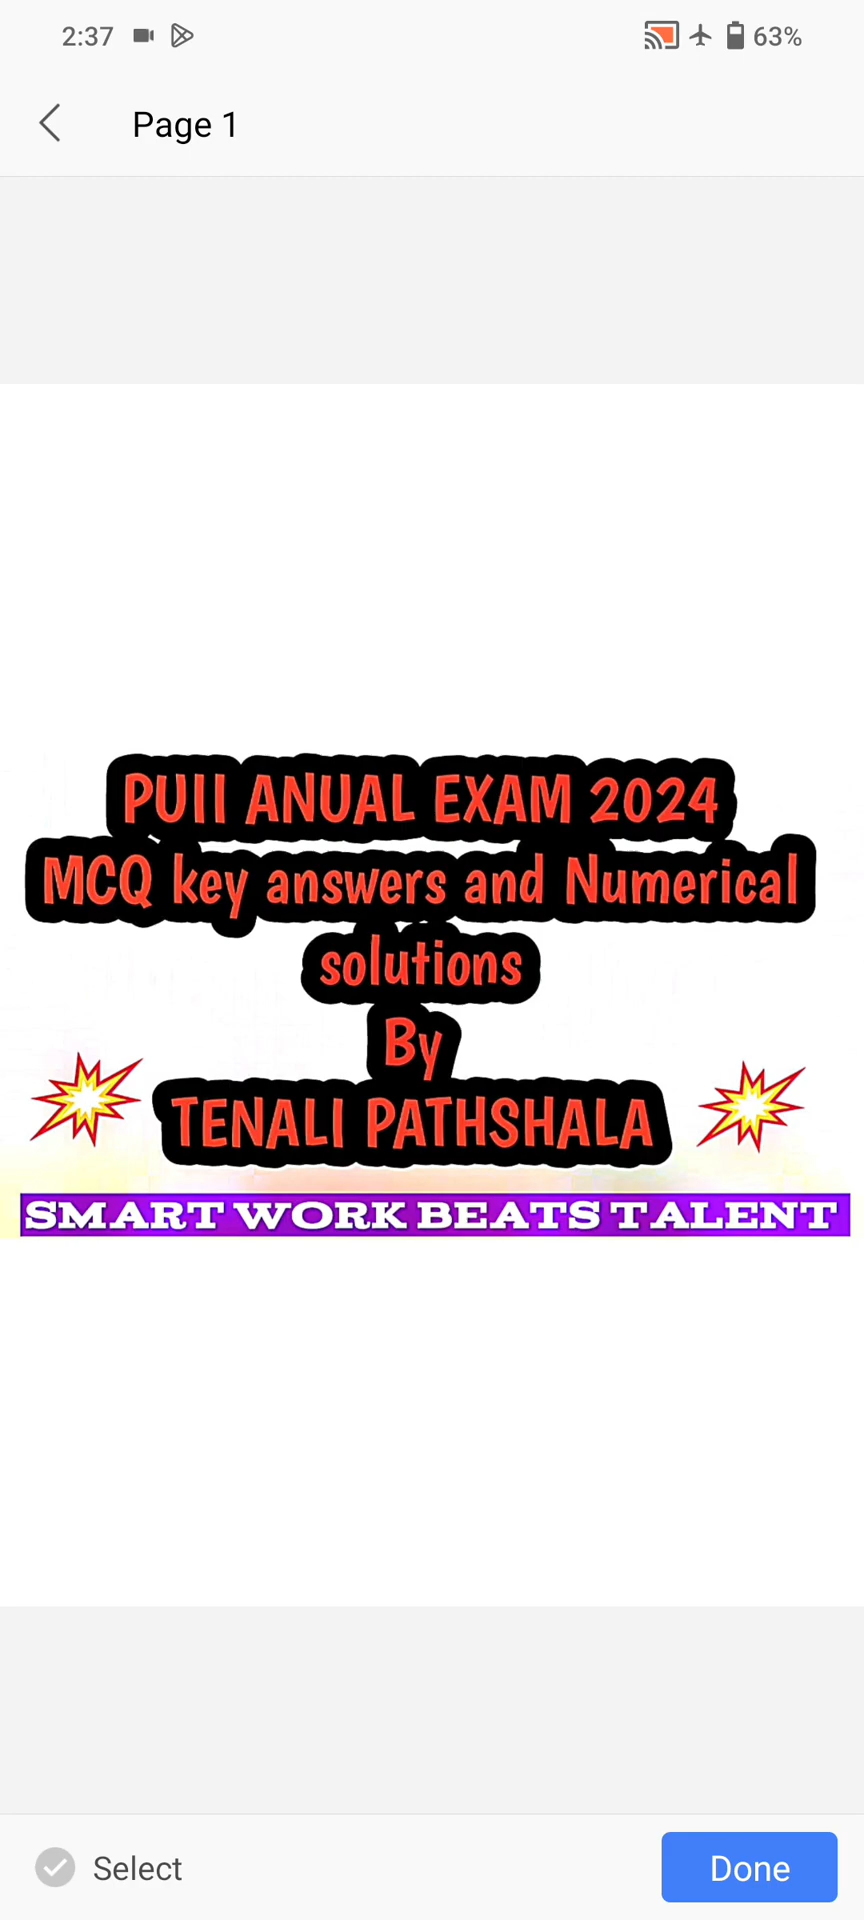 2:37 63%
Page 1
PUII ANUAL EXAM 2024
MCQ key answers and Numerical
solutions
By
TENALI PATHSHALA
SMART WORK BEATS TALENT
Select Done